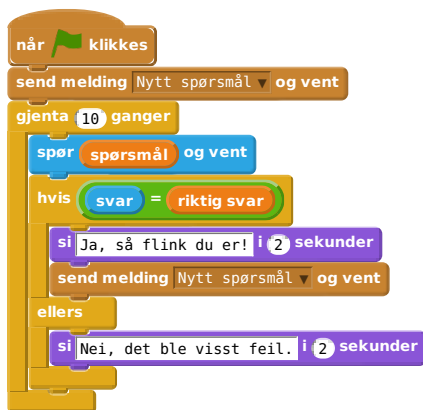 når klikkes
send melding Nytt spørsmål og vent
gjenta 10 ganger
spør spørsmål og vent
hvis svar = riktig svar
si Ja, så flink du er! i 2 sekunder
send melding Nytt spørsmål og vent
ellers
si Nei, det ble visst feil. i 2 sekunder